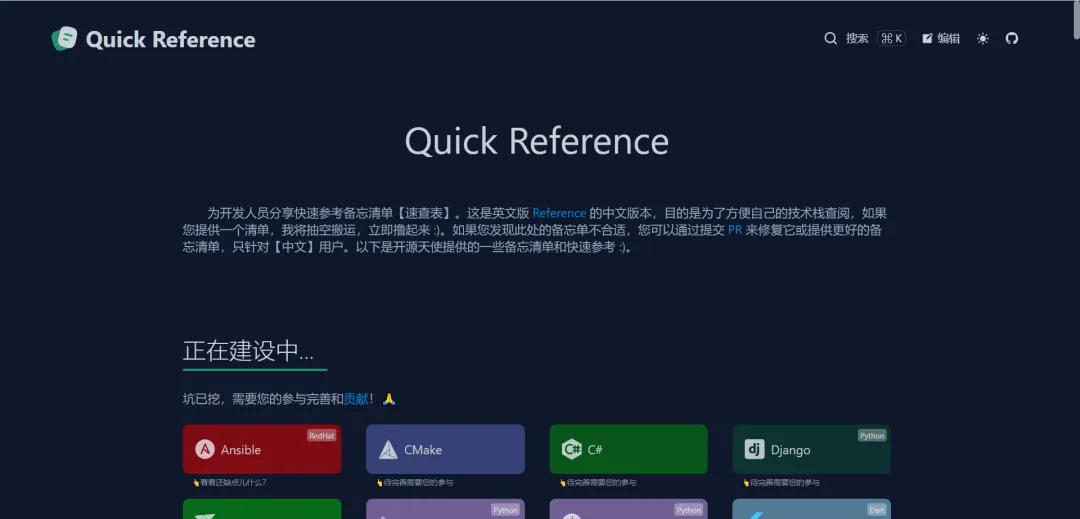 Quick Reference
搜索 ⌘ K 编辑
Quick Reference
为开发人员分享快速参考备忘清单【速查表】。这是英文版 Reference 的中文版本，目的是为了方便自己的技术栈查阅，如果
您提供一个清单，我将抽空搬运，立即撸起来 :)。如果您发现此处的备忘单不合适，您可以通过提交 PR 来修复它或提供更好的备
忘清单，只针对【中文】用户。以下是开源天使提供的一些备忘清单和快速参考 :)。
正在建设中...
坑已挖，需要您的参与完善和贡献！🙏
RedHat
Ansible
👆看看还缺点儿什么？
CMake
👆待完善需要您的参与
C#
👆待完善需要您的参与
Python
dj Django
👆待完善需要您的参与
Python
Python
Dart